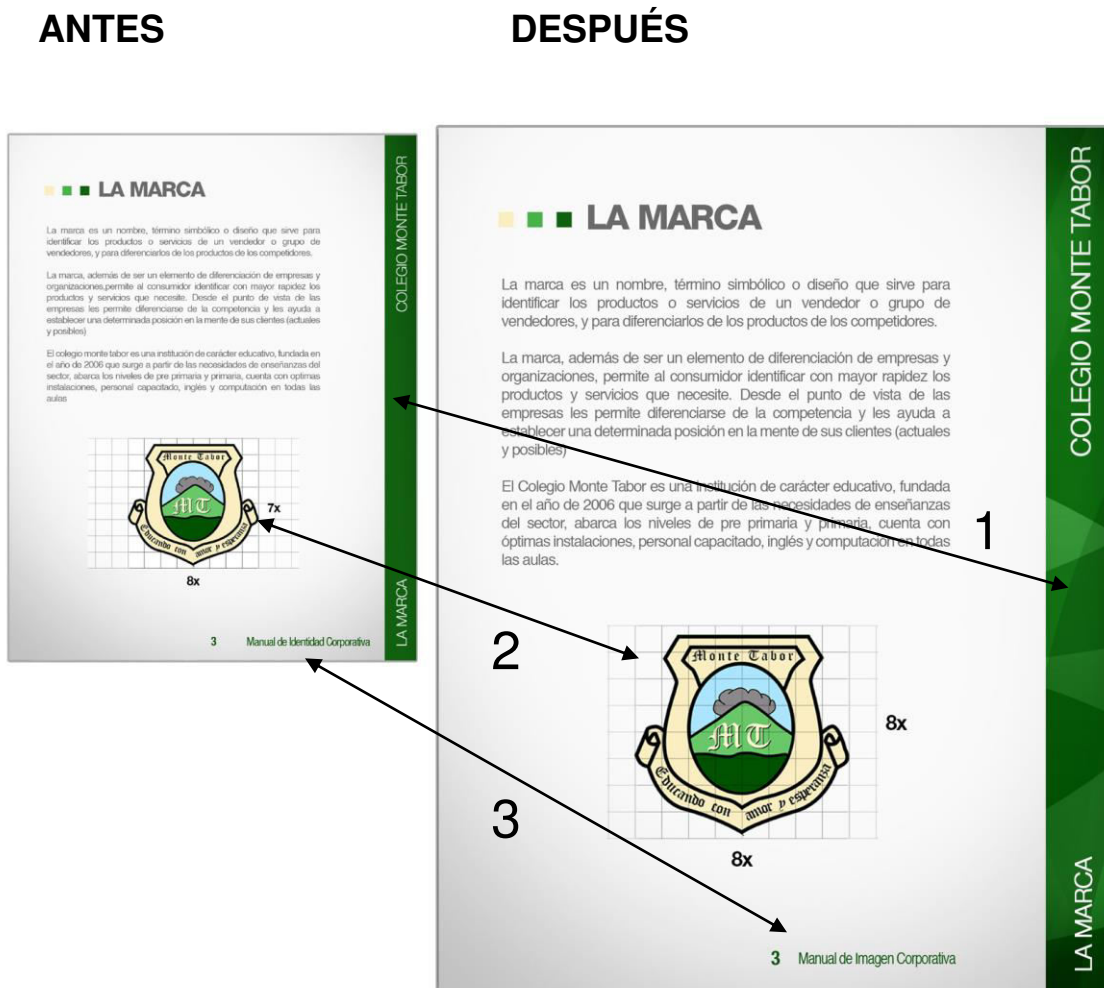 ANTES
DESPUÉS
LA MARCA
La marca es un nombre, término simbólico o diseño que sirve para
identificar los productos o servicios de un vendedor o grupo de
vendedores, y para diferenciarlos de los productos de los competidores.
La marca, además de ser un elemento de diferenciación de empresas y
organizaciones,permite al consumidor identificar con mayor rapidez los
productos y servicios que necesite. Desde el punto de vista de las
empresas les permite diferenciarse de la competencia y les ayuda a
establecer una determinada posición en la mente de sus clientes (actuales
y posibles)
El colegio monte tabor es una institución de carácter educativo, fundada en
el año de 2006 que surge a partir de las necesidades de enseñanzas del
sector, abarca los niveles de pre primaria y primaria, cuenta con optimas
instalaciones, personal capacitado, inglés y computación en todas las
aulas
Monte Tabor
MT
Educando con amor y esperanza
7x
8x
3 Manual de Identidad Corporativa
COLEGIO MONTE TABOR
LA MARCA
LA MARCA
La marca es un nombre, término simbólico o diseño que sirve para
identificar los productos o servicios de un vendedor o grupo de
vendedores, y para diferenciarlos de los productos de los competidores.
La marca, además de ser un elemento de diferenciación de empresas y
organizaciones, permite al consumidor identificar con mayor rapidez los
productos y servicios que necesite. Desde el punto de vista de las
empresas les permite diferenciarse de la competencia y les ayuda a
establecer una determinada posición en la mente de sus clientes (actuales
y posibles)
El Colegio Monte Tabor es una institución de carácter educativo, fundada
en el año de 2006 que surge a partir de las necesidades de enseñanzas
del sector, abarca los niveles de pre primaria y primaria, cuenta con
óptimas instalaciones, personal capacitado, inglés y computación en todas
las aulas.
Monte Tabor
MT
Educando con amor y esperanza
8x
8x
3 Manual de Imagen Corporativa
COLEGIO MONTE TABOR
LA MARCA
1
2
3